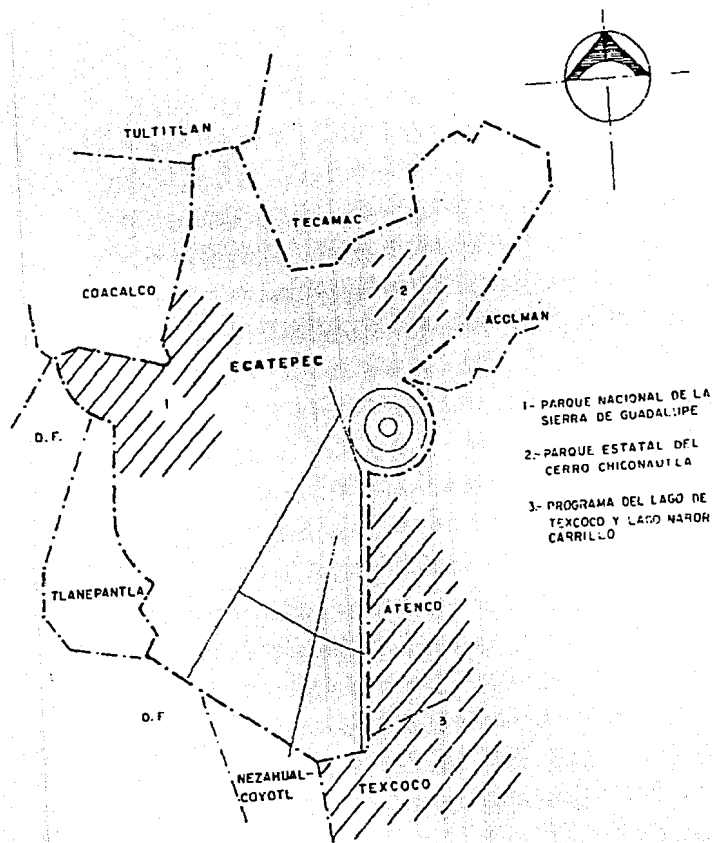 TULTITLAN
TECAMAC
COACALCO
2
ACOLMAN
ECATEPEC
1
D.F.
1.- PARQUE NACIONAL DE LA
SIERRA DE GUADALUPE
2.- PARQUE ESTATAL DEL
CERRO CHICONAUTLA
3.- PROGRAMA DEL LAGO DE
TEXCOCO Y LAGO NABOR
CARRILLO
TLANEPANTLA
ATENCO
D.F
3
NEZAHUAL-
COYOTL
TEXCOCO